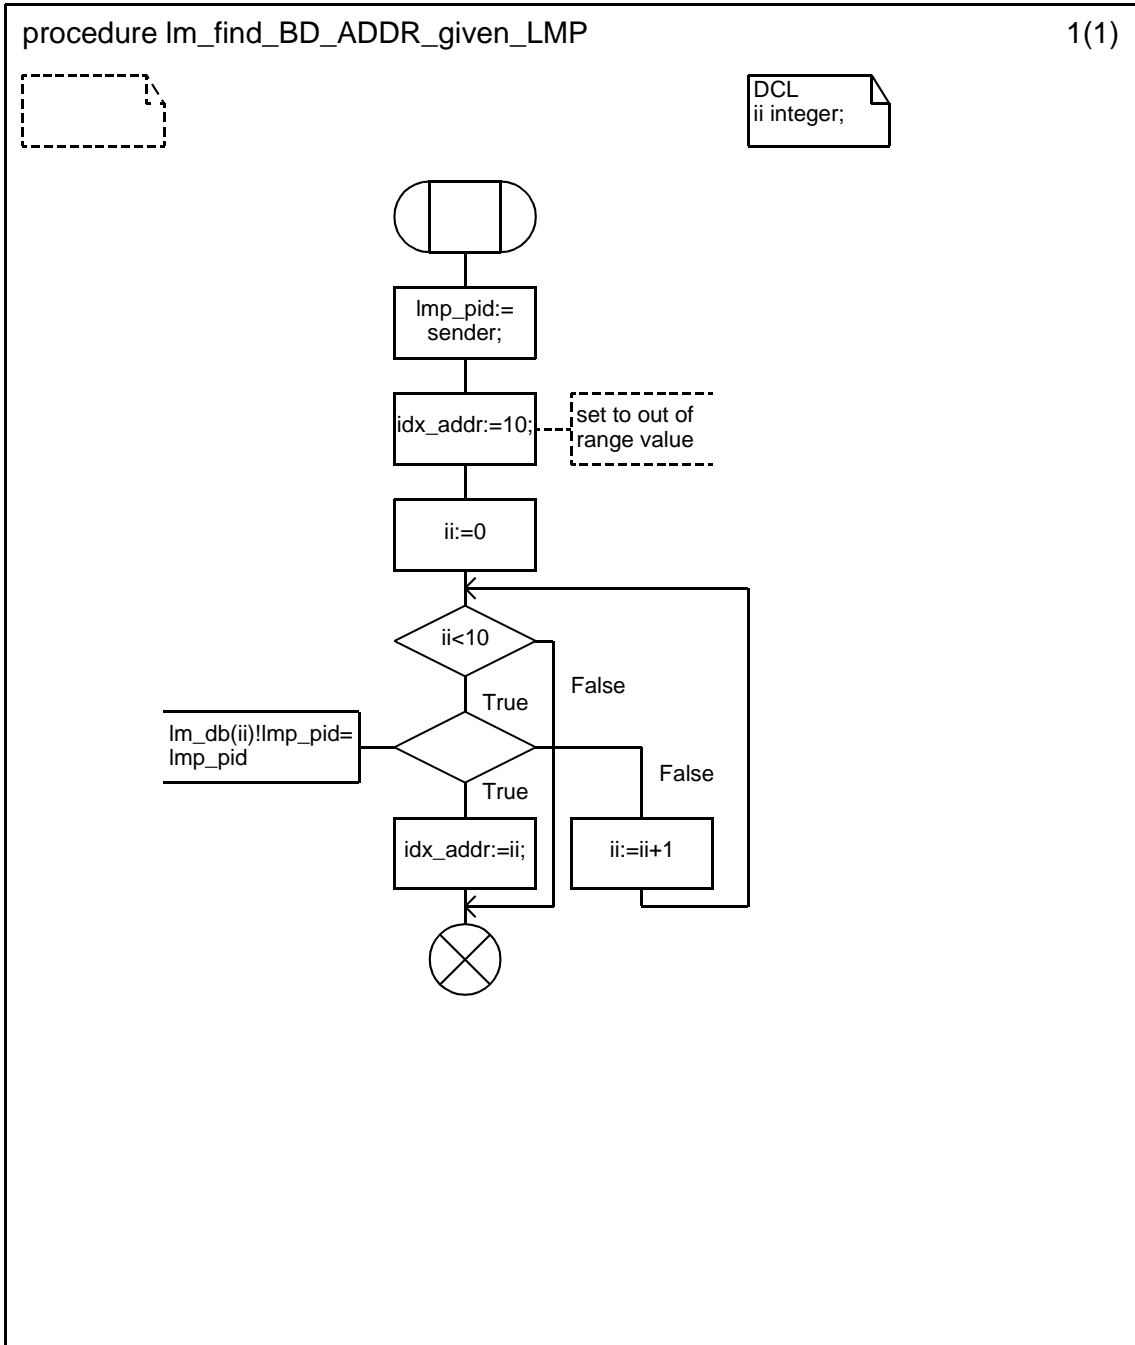 procedure lm_find_BD_ADDR_given_LMP
1(1)
DCL
ii integer;
lmp_pid:=
sender;
idx_addr:=10;
set to out of
range value
ii:=0
ii<10
False
True
lm_db(ii)!lmp_pid=
lmp_pid
False
True
idx_addr:=ii;
ii:=ii+1